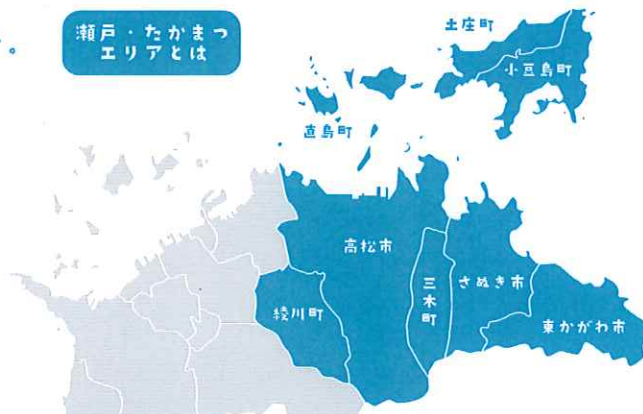 。
瀬戸・たかまつ
エリアとは
土庄町
小豆島町
直島町
高松市
三木町
さぬき市
綾川町
東かがわ市